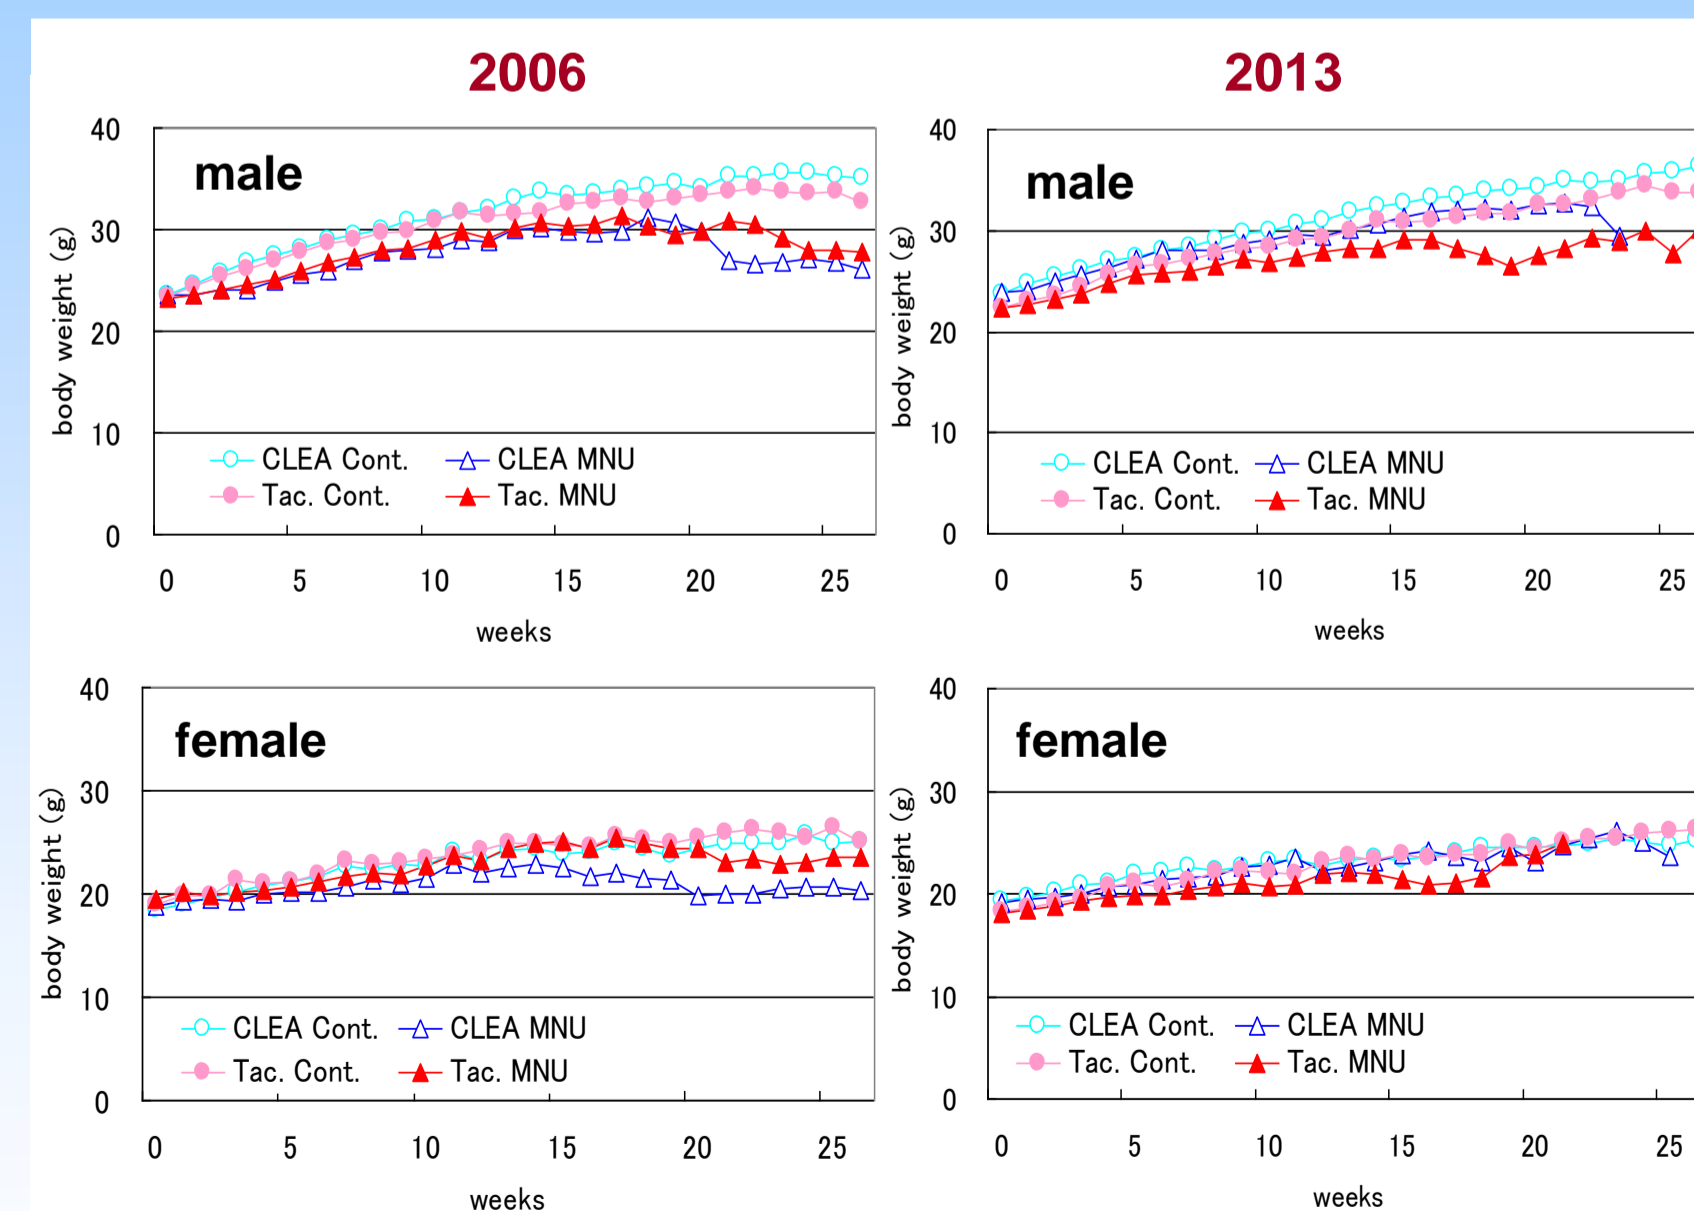 2006
2013
male
40
30
20
10
0
body weight (g)
CLEA Cont.
CLEA MNU
Tac. Cont.
Tac. MNU
0 5 10 15 20 25
weeks
male
40
30
20
10
0
body weight (g)
CLEA Cont.
CLEA MNU
Tac. Cont.
Tac. MNU
0 5 10 15 20 25
weeks
female
40
30
20
10
0
body weight (g)
CLEA Cont.
CLEA MNU
Tac. Cont.
Tac. MNU
0 5 10 15 20 25
weeks
female
40
30
20
10
0
body weight (g)
CLEA Cont.
CLEA MNU
Tac. Cont.
Tac. MNU
0 5 10 15 20 25
weeks